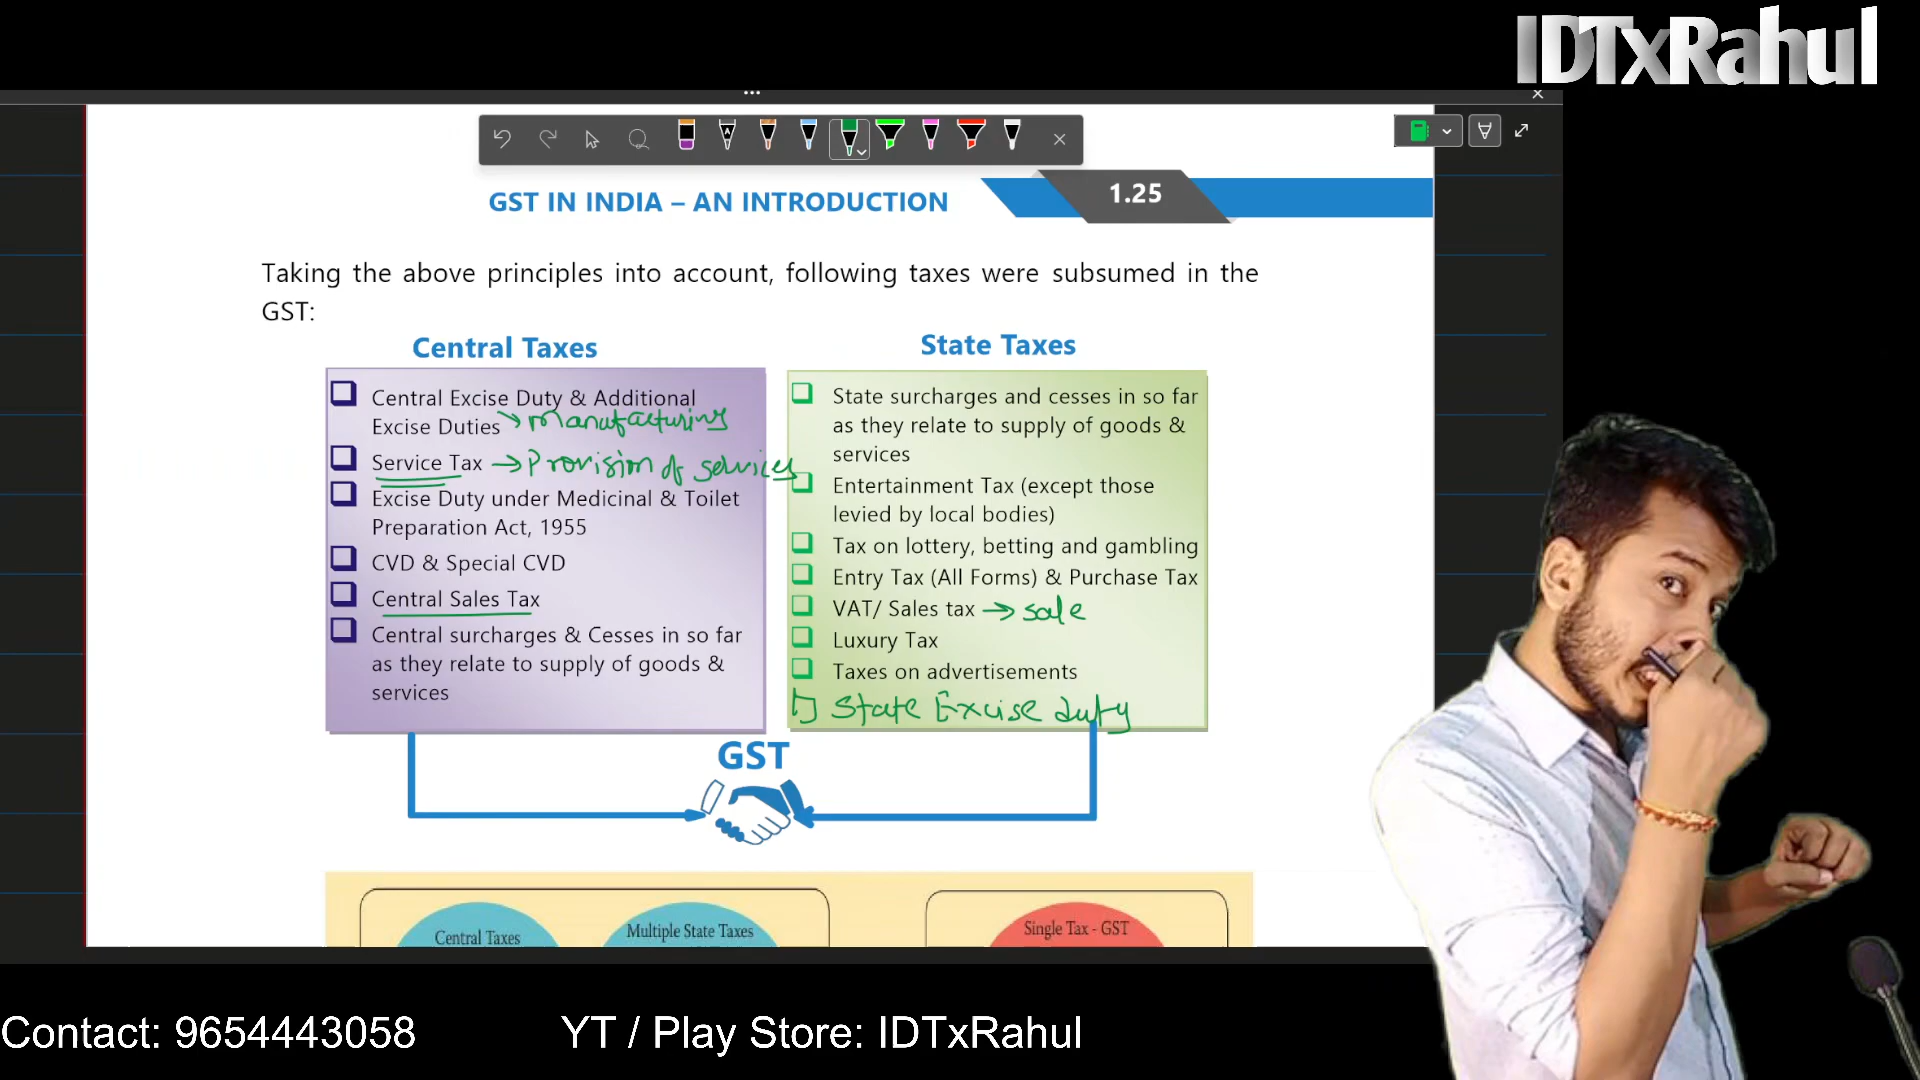 IDTxRahul
GST IN INDIA – AN INTRODUCTION
1.25
Taking the above principles into account, following taxes were subsumed in the
GST:
Central Taxes
Central Excise Duty & Additional
Excise Duties → manufacturing
Service Tax → Provision of services
Excise Duty under Medicinal & Toilet
Preparation Act, 1955
CVD & Special CVD
Central Sales Tax
Central surcharges & Cesses in so far
as they relate to supply of goods &
services
State Taxes
State surcharges and cesses in so far
as they relate to supply of goods &
services
Entertainment Tax (except those
levied by local bodies)
Tax on lottery, betting and gambling
Entry Tax (All Forms) & Purchase Tax
VAT/ Sales tax → sale
Luxury Tax
Taxes on advertisements
State Excise duty
GST
Central Taxes
Multiple State Taxes
Single Tax - GST
Contact: 9654443058
YT / Play Store: IDTxRahul